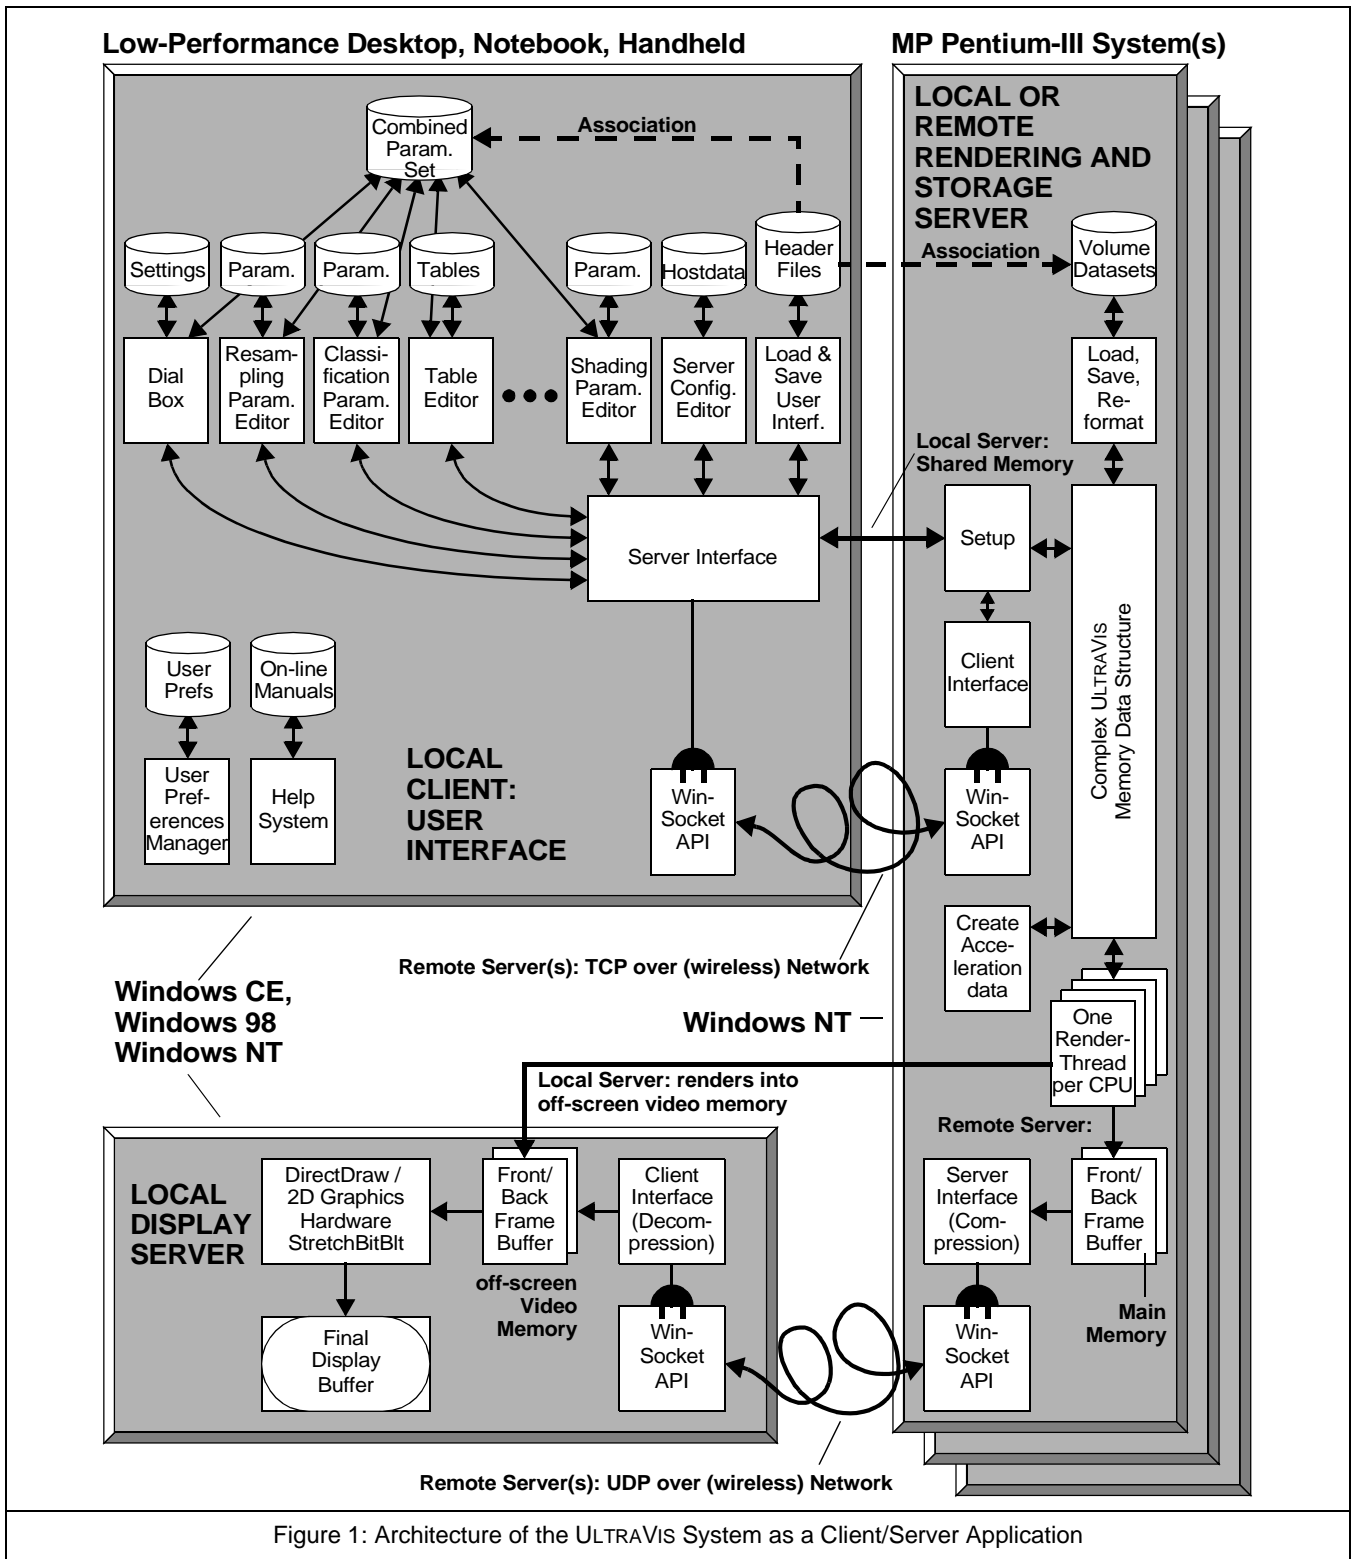 Low-Performance Desktop, Notebook, Handheld
MP Pentium-III System(s)
Combined
Param.
Set
Association
LOCAL OR
REMOTE
RENDERING AND
STORAGE
SERVER
Settings
Param.
Param.
Tables
Param.
Hostdata
Header
Files
Association
Volume
Datasets
Dial
Box
Resam-
pling
Param.
Editor
Classi-
fication
Param.
Editor
Table
Editor
Shading
Param.
Editor
Server
Config.
Editor
Load &
Save
User
Interf.
Load,
Save,
Re-
format
Local Server:
Shared Memory
Server Interface
Setup
Client
Interface
Complex ULTRAVIS
Memory Data Structure
User
Prefs
On-line
Manuals
User
Pref-
erences
Manager
Help
System
LOCAL
CLIENT:
USER
INTERFACE
Win-
Socket
API
Win-
Socket
API
Create
Acce-
leration
data
Remote Server(s): TCP over (wireless) Network
Windows CE,
Windows 98
Windows NT
Windows NT
One
Render-
Thread
per CPU
Local Server: renders into
off-screen video memory
Remote Server:
LOCAL
DISPLAY
SERVER
DirectDraw /
2D Graphics
Hardware
StretchBitBlt
Front/
Back
Frame
Buffer
Client
Interface
(Decom-
pression)
Server
Interface
(Com-
pression)
Front/
Back
Frame
Buffer
off-screen
Video
Memory
Main
Memory
Final
Display
Buffer
Win-
Socket
API
Win-
Socket
API
Remote Server(s): UDP over (wireless) Network
Figure 1: Architecture of the ULTRAVIS System as a Client/Server Application